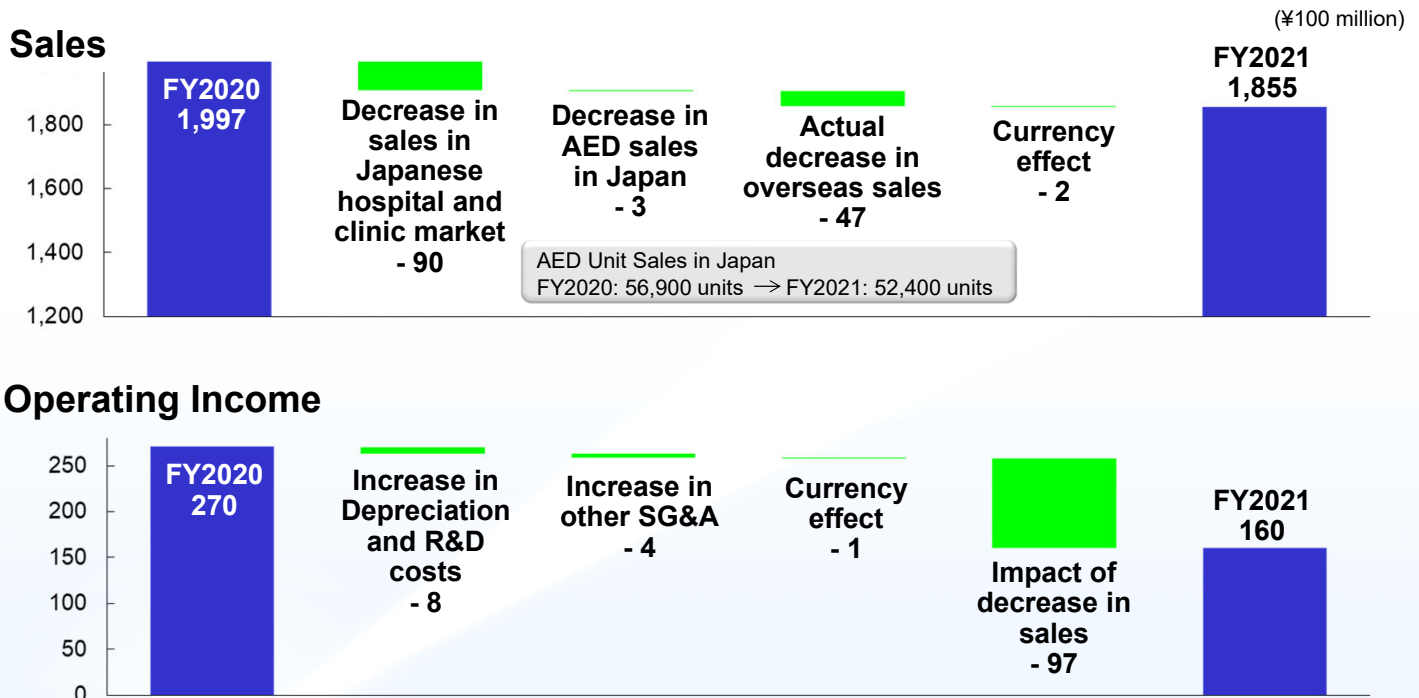 (¥100 million)
Sales
1,800
1,600
1,400
1,200
FY2020
1,997
Decrease in
sales in
Japanese
hospital and
clinic market
- 90
Decrease in
AED sales
in Japan
- 3
Actual
decrease in
overseas sales
- 47
Currency
effect
- 2
FY2021
1,855
AED Unit Sales in Japan
FY2020: 56,900 units → FY2021: 52,400 units
Operating Income
250
200
150
100
50
0
FY2020
270
Increase in
Depreciation
and R&D
costs
- 8
Increase in
other SG&A
- 4
Currency
effect
- 1
Impact of
decrease in
sales
- 97
FY2021
160